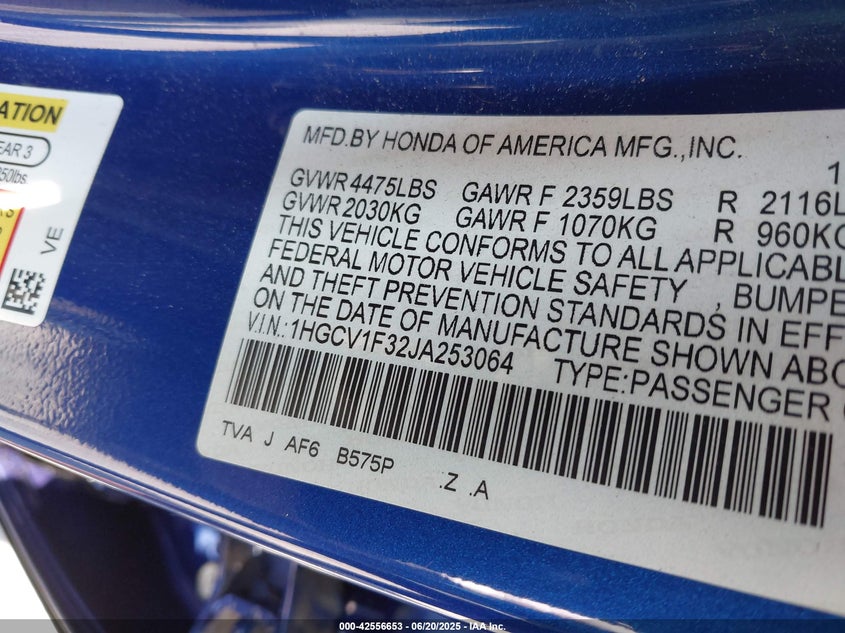 ATION
EAR 3
350lbs.
VE
MFD.BY HONDA OF AMERICA MFG.,INC. 1
GVWR 4475LBS GAWR F 2359LBS R 2116L
GVWR 2030KG GAWR F 1070KG R 960KG
THIS VEHICLE CONFORMS TO ALL APPLICABLE
FEDERAL MOTOR VEHICLE SAFETY , BUMPE
AND THEFT PREVENTION STANDARDS IN EFF
ON THE DATE OF MANUFACTURE SHOWN ABO
V.I.N.: 1HGCV1F32JA253064 TYPE:PASSENGER
TVA J AF6 B575P .Z .A
000-42556653 - 06/20/2025 - IAA Inc.